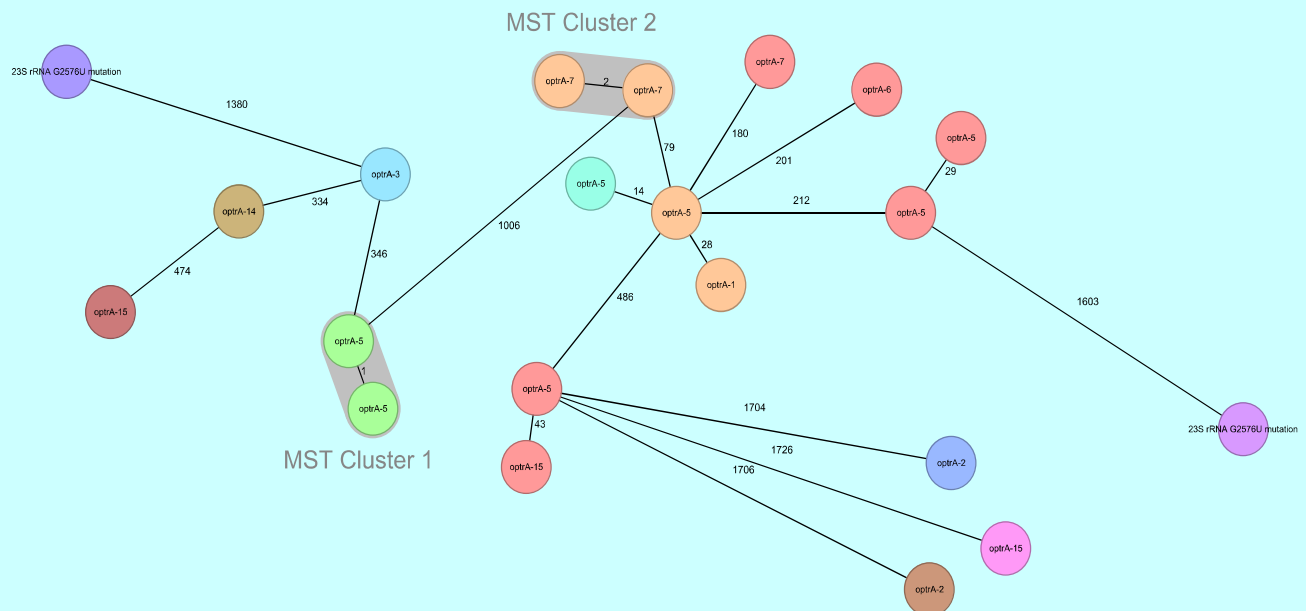 MST Cluster 2
23S rRNA G2576U mutation
1380
optrA-7
2
optrA-7
optrA-7
optrA-6
180
79
201
optrA-5
29
optrA-3
optrA-5
14
334
optrA-14
optrA-5
212
optrA-5
1006
28
346
474
optrA-1
486
1603
optrA-15
optrA-5
1
optrA-5
optrA-5
1704
43
23S rRNA G2576U mutation
MST Cluster 1
1726
optrA-15
1706
optrA-2
optrA-15
optrA-2